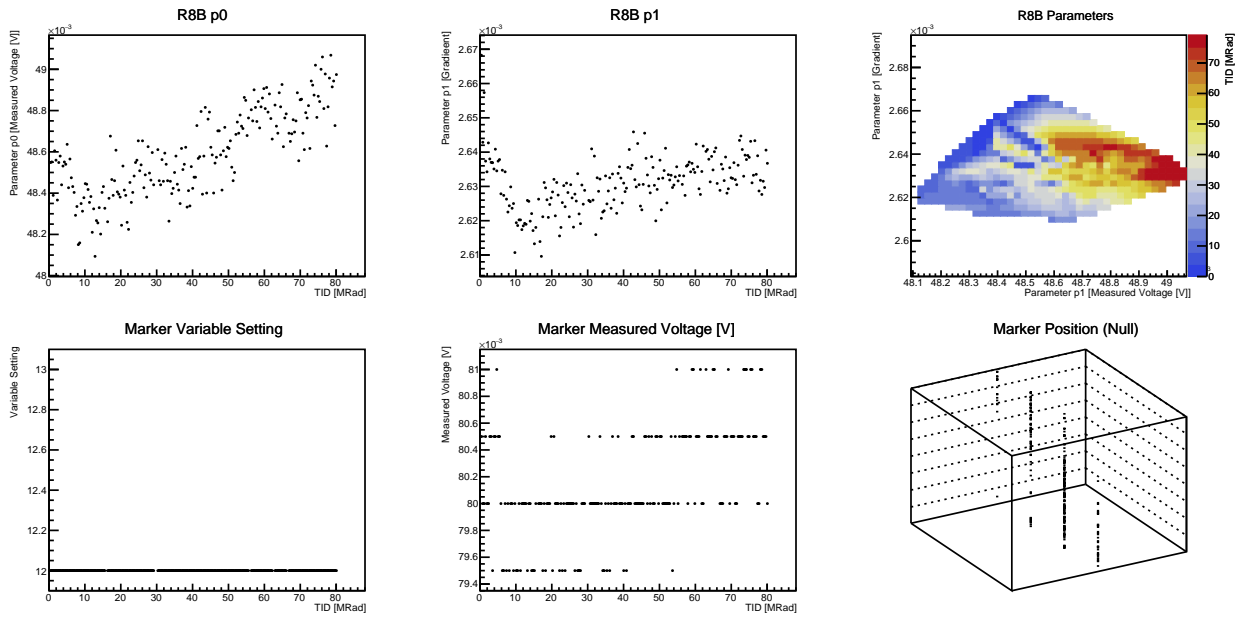 R8B p0
×10⁻³
Parameter p0 [Measured Voltage [V]]
49
48.8
48.6
48.4
48.2
48
0 10 20 30 40 50 60 70 80
TID [MRad]
R8B p1
×10⁻³
Parameter p1 [Gradieent]
2.67
2.66
2.65
2.64
2.63
2.62
2.61
0 10 20 30 40 50 60 70 80
TID [MRad]
R8B Parameters
×10⁻³
Parameter p1 [Gradient]
2.68
2.66
2.64
2.62
2.6
48.1 48.2 48.3 48.4 48.5 48.6 48.7 48.8 48.9 49
Parameter p1 [Measured Voltage [V]]
TID [MRad]
70
60
50
40
30
20
10
0
Marker Variable Setting
Variable Setting
13
12.8
12.6
12.4
12.2
12
0 10 20 30 40 50 60 70 80
TID [MRad]
Marker Measured Voltage [V]
×10⁻³
Measured Voltage [V]
81
80.8
80.6
80.4
80.2
80
79.8
79.6
79.4
0 10 20 30 40 50 60 70 80
TID [MRad]
Marker Position (Null)